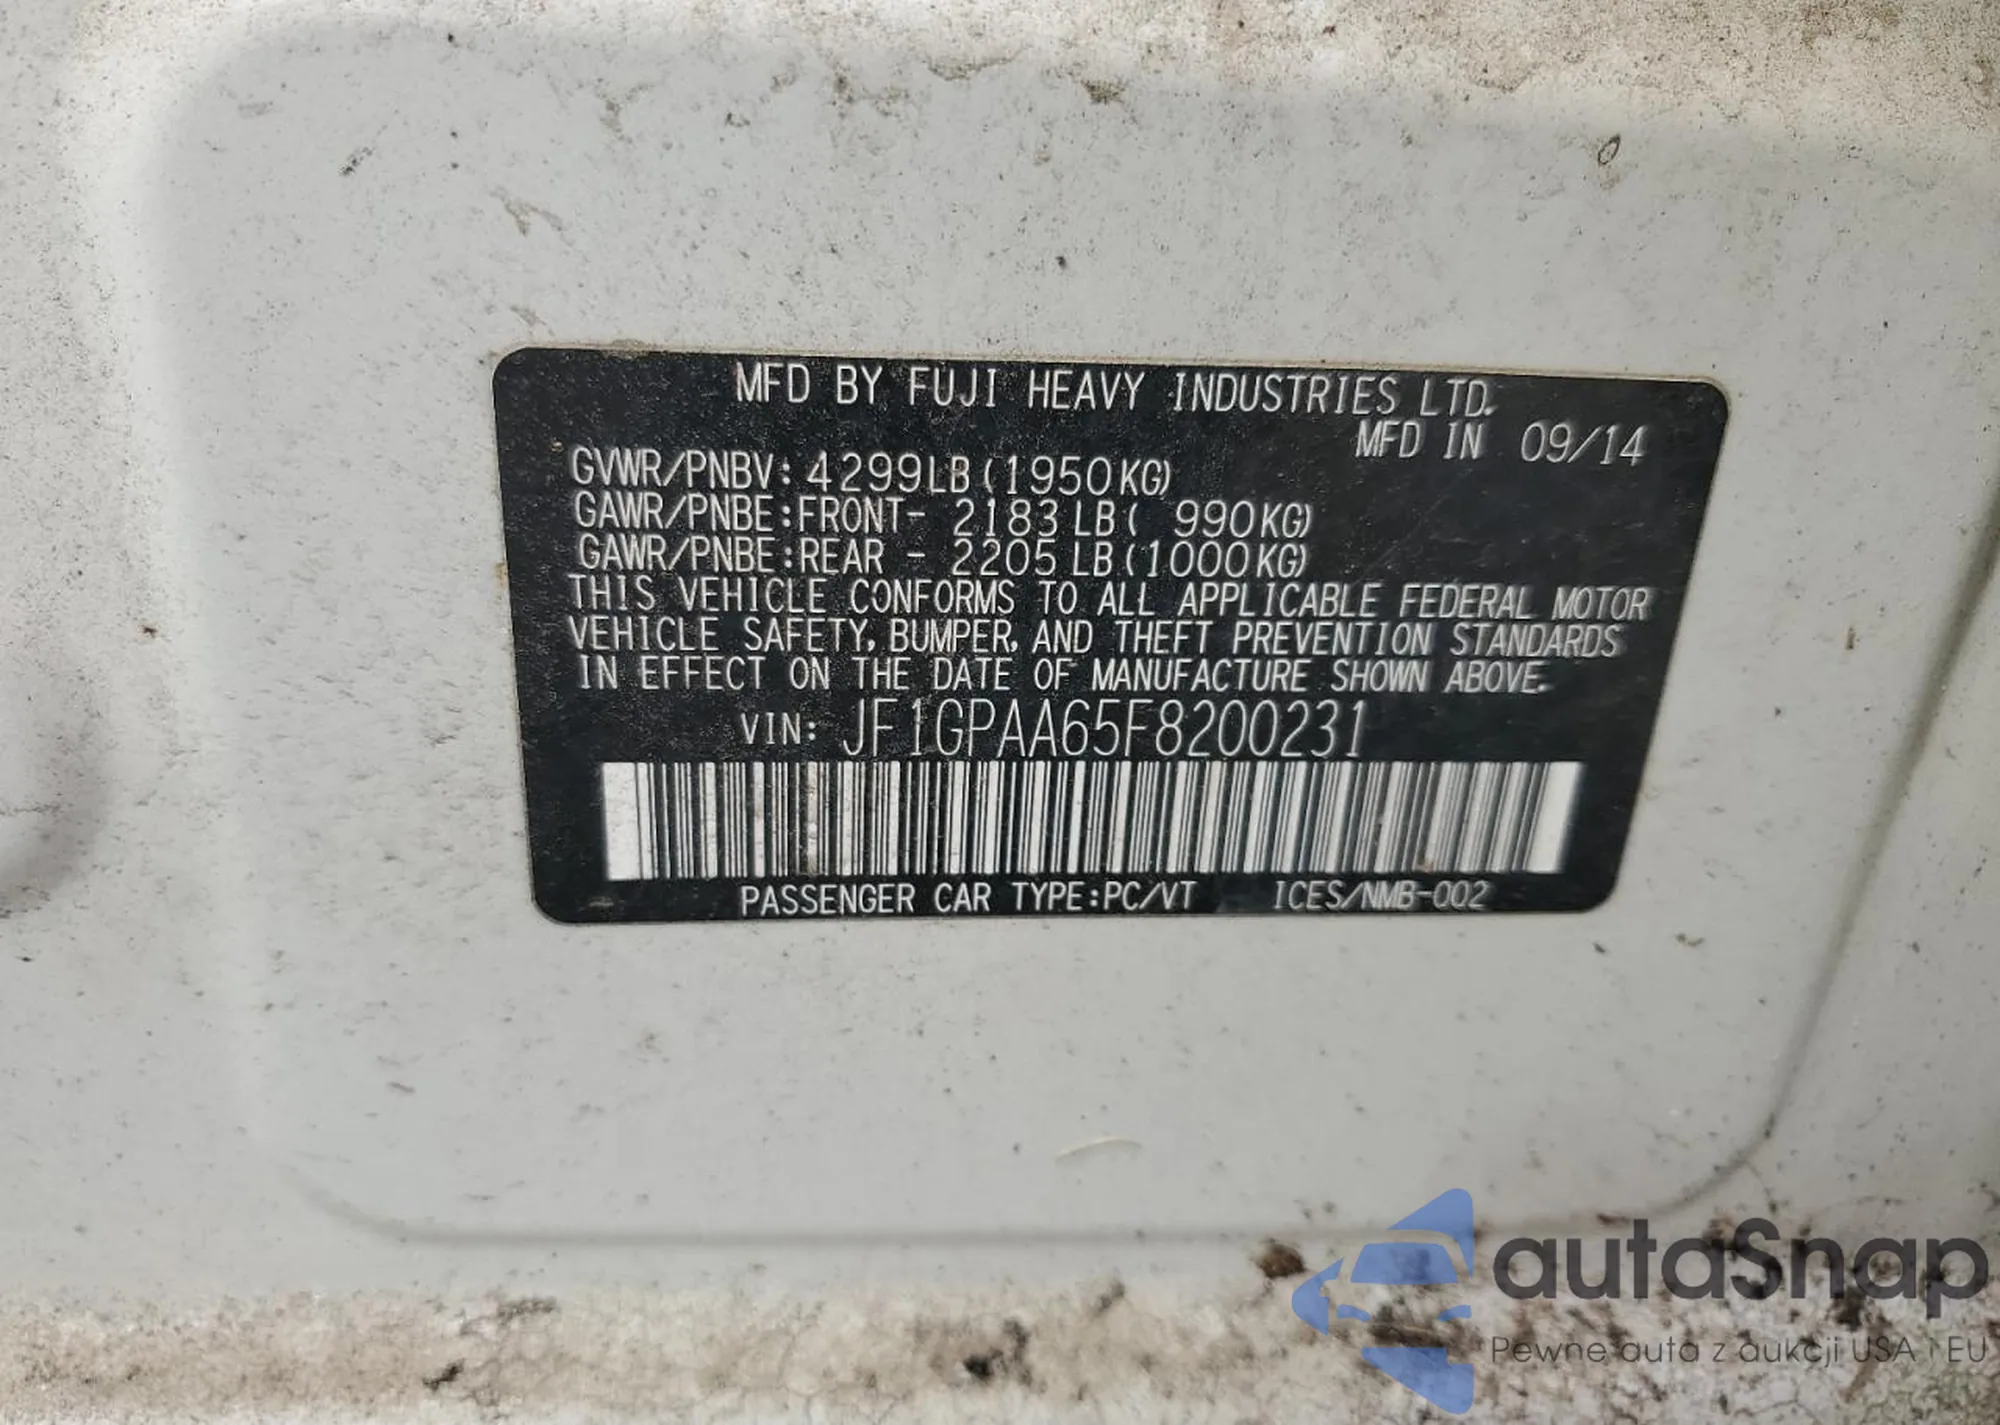 MFD BY FUJI HEAVY INDUSTRIES LTD.
MFD IN 09/14
GVWR/PNBV: 4299LB (1950KG)
GAWR/PNBE:FRONT- 2183 LB ( 990KG)
GAWR/PNBE:REAR - 2205 LB (1000KG)
THIS VEHICLE CONFORMS TO ALL APPLICABLE FEDERAL MOTOR
VEHICLE SAFETY, BUMPER, AND THEFT PREVENTION STANDARDS
IN EFFECT ON THE DATE OF MANUFACTURE SHOWN ABOVE.
VIN: JF1GPAA65F8200231
PASSENGER CAR TYPE:PC/VT ICES/NMB-002
autaSnap
Pewne auta z aukcji USA i EU